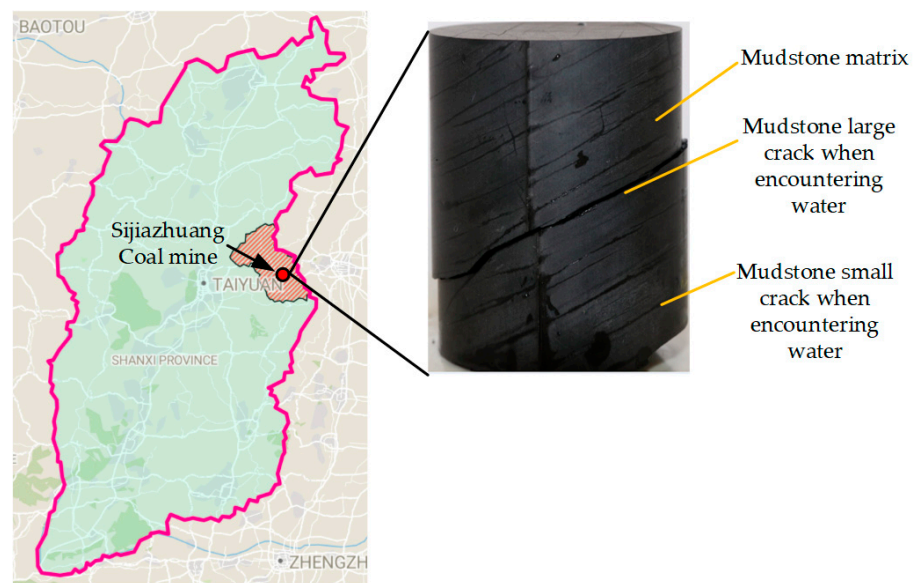 BAOTOU
Sijiazhuang
Coal mine
TAIYUAN
SHANXI PROVINCE
ZHENGZH
Mudstone matrix
Mudstone large
crack when
encountering
water
Mudstone small
crack when
encountering
water